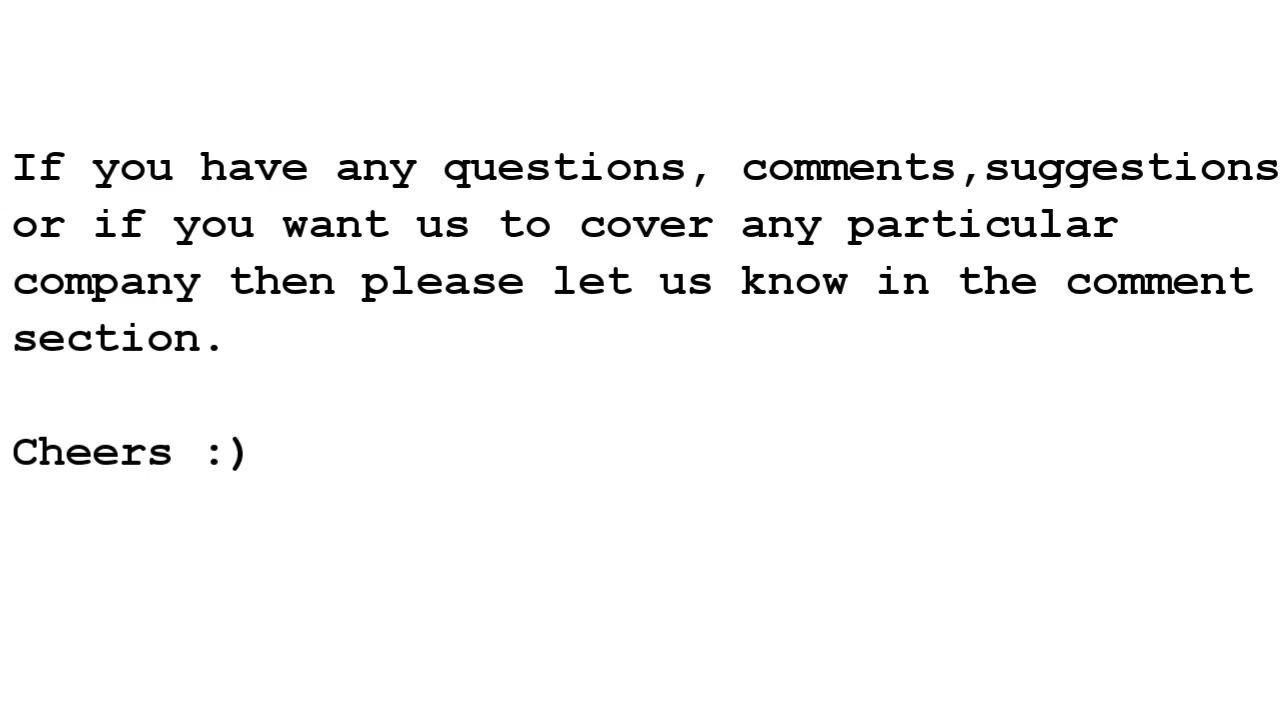 If you have any questions, comments,suggestions
or if you want us to cover any particular
company then please let us know in the comment
section.
Cheers :)